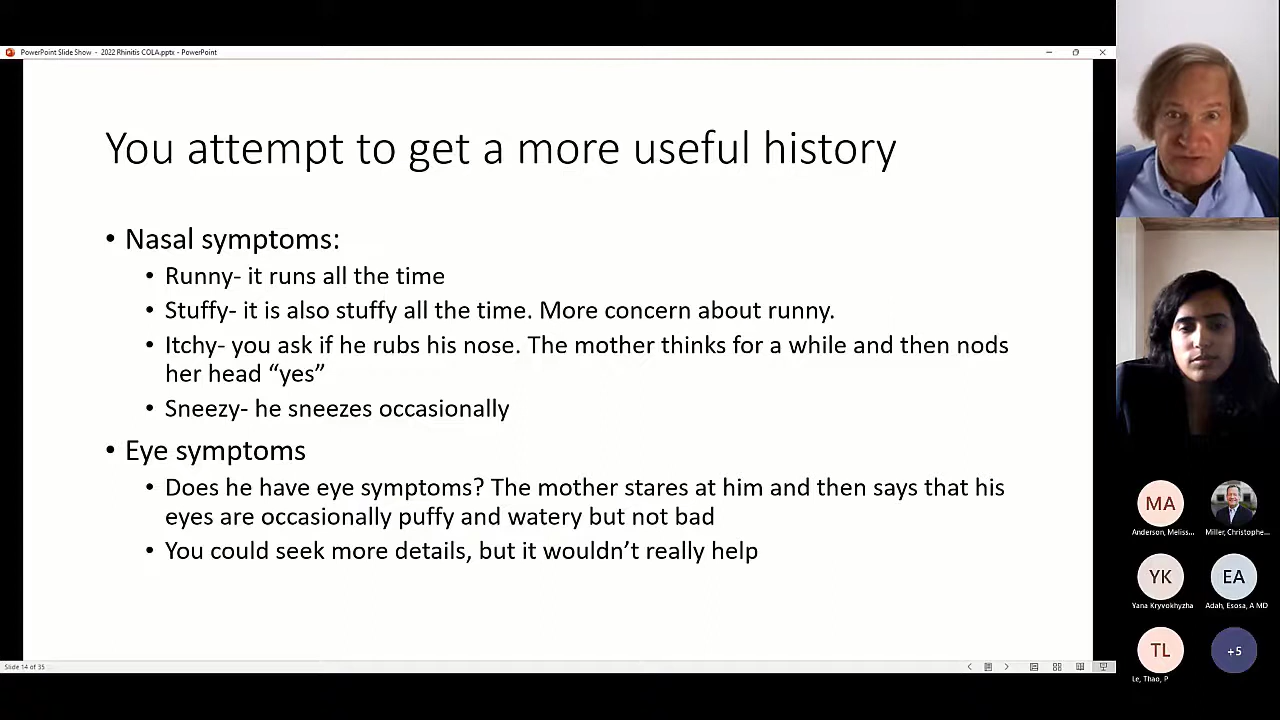 PowerPoint Slide Show - 2022 Rhinitis COLA.pptx - PowerPoint
You attempt to get a more useful history
• Nasal symptoms:
• Runny- it runs all the time
• Stuffy- it is also stuffy all the time. More concern about runny.
• Itchy- you ask if he rubs his nose. The mother thinks for a while and then nods
her head “yes”
• Sneezy- he sneezes occasionally
• Eye symptoms
• Does he have eye symptoms? The mother stares at him and then says that his
eyes are occasionally puffy and watery but not bad
• You could seek more details, but it wouldn’t really help
Slide 14 of 35
MA
Anderson, Meliss...
Miller, Christophe...
YK
Yana Kryvokhyzha
EA
Adah, Esosa, A MD
TL
Le, Thao, P
+5